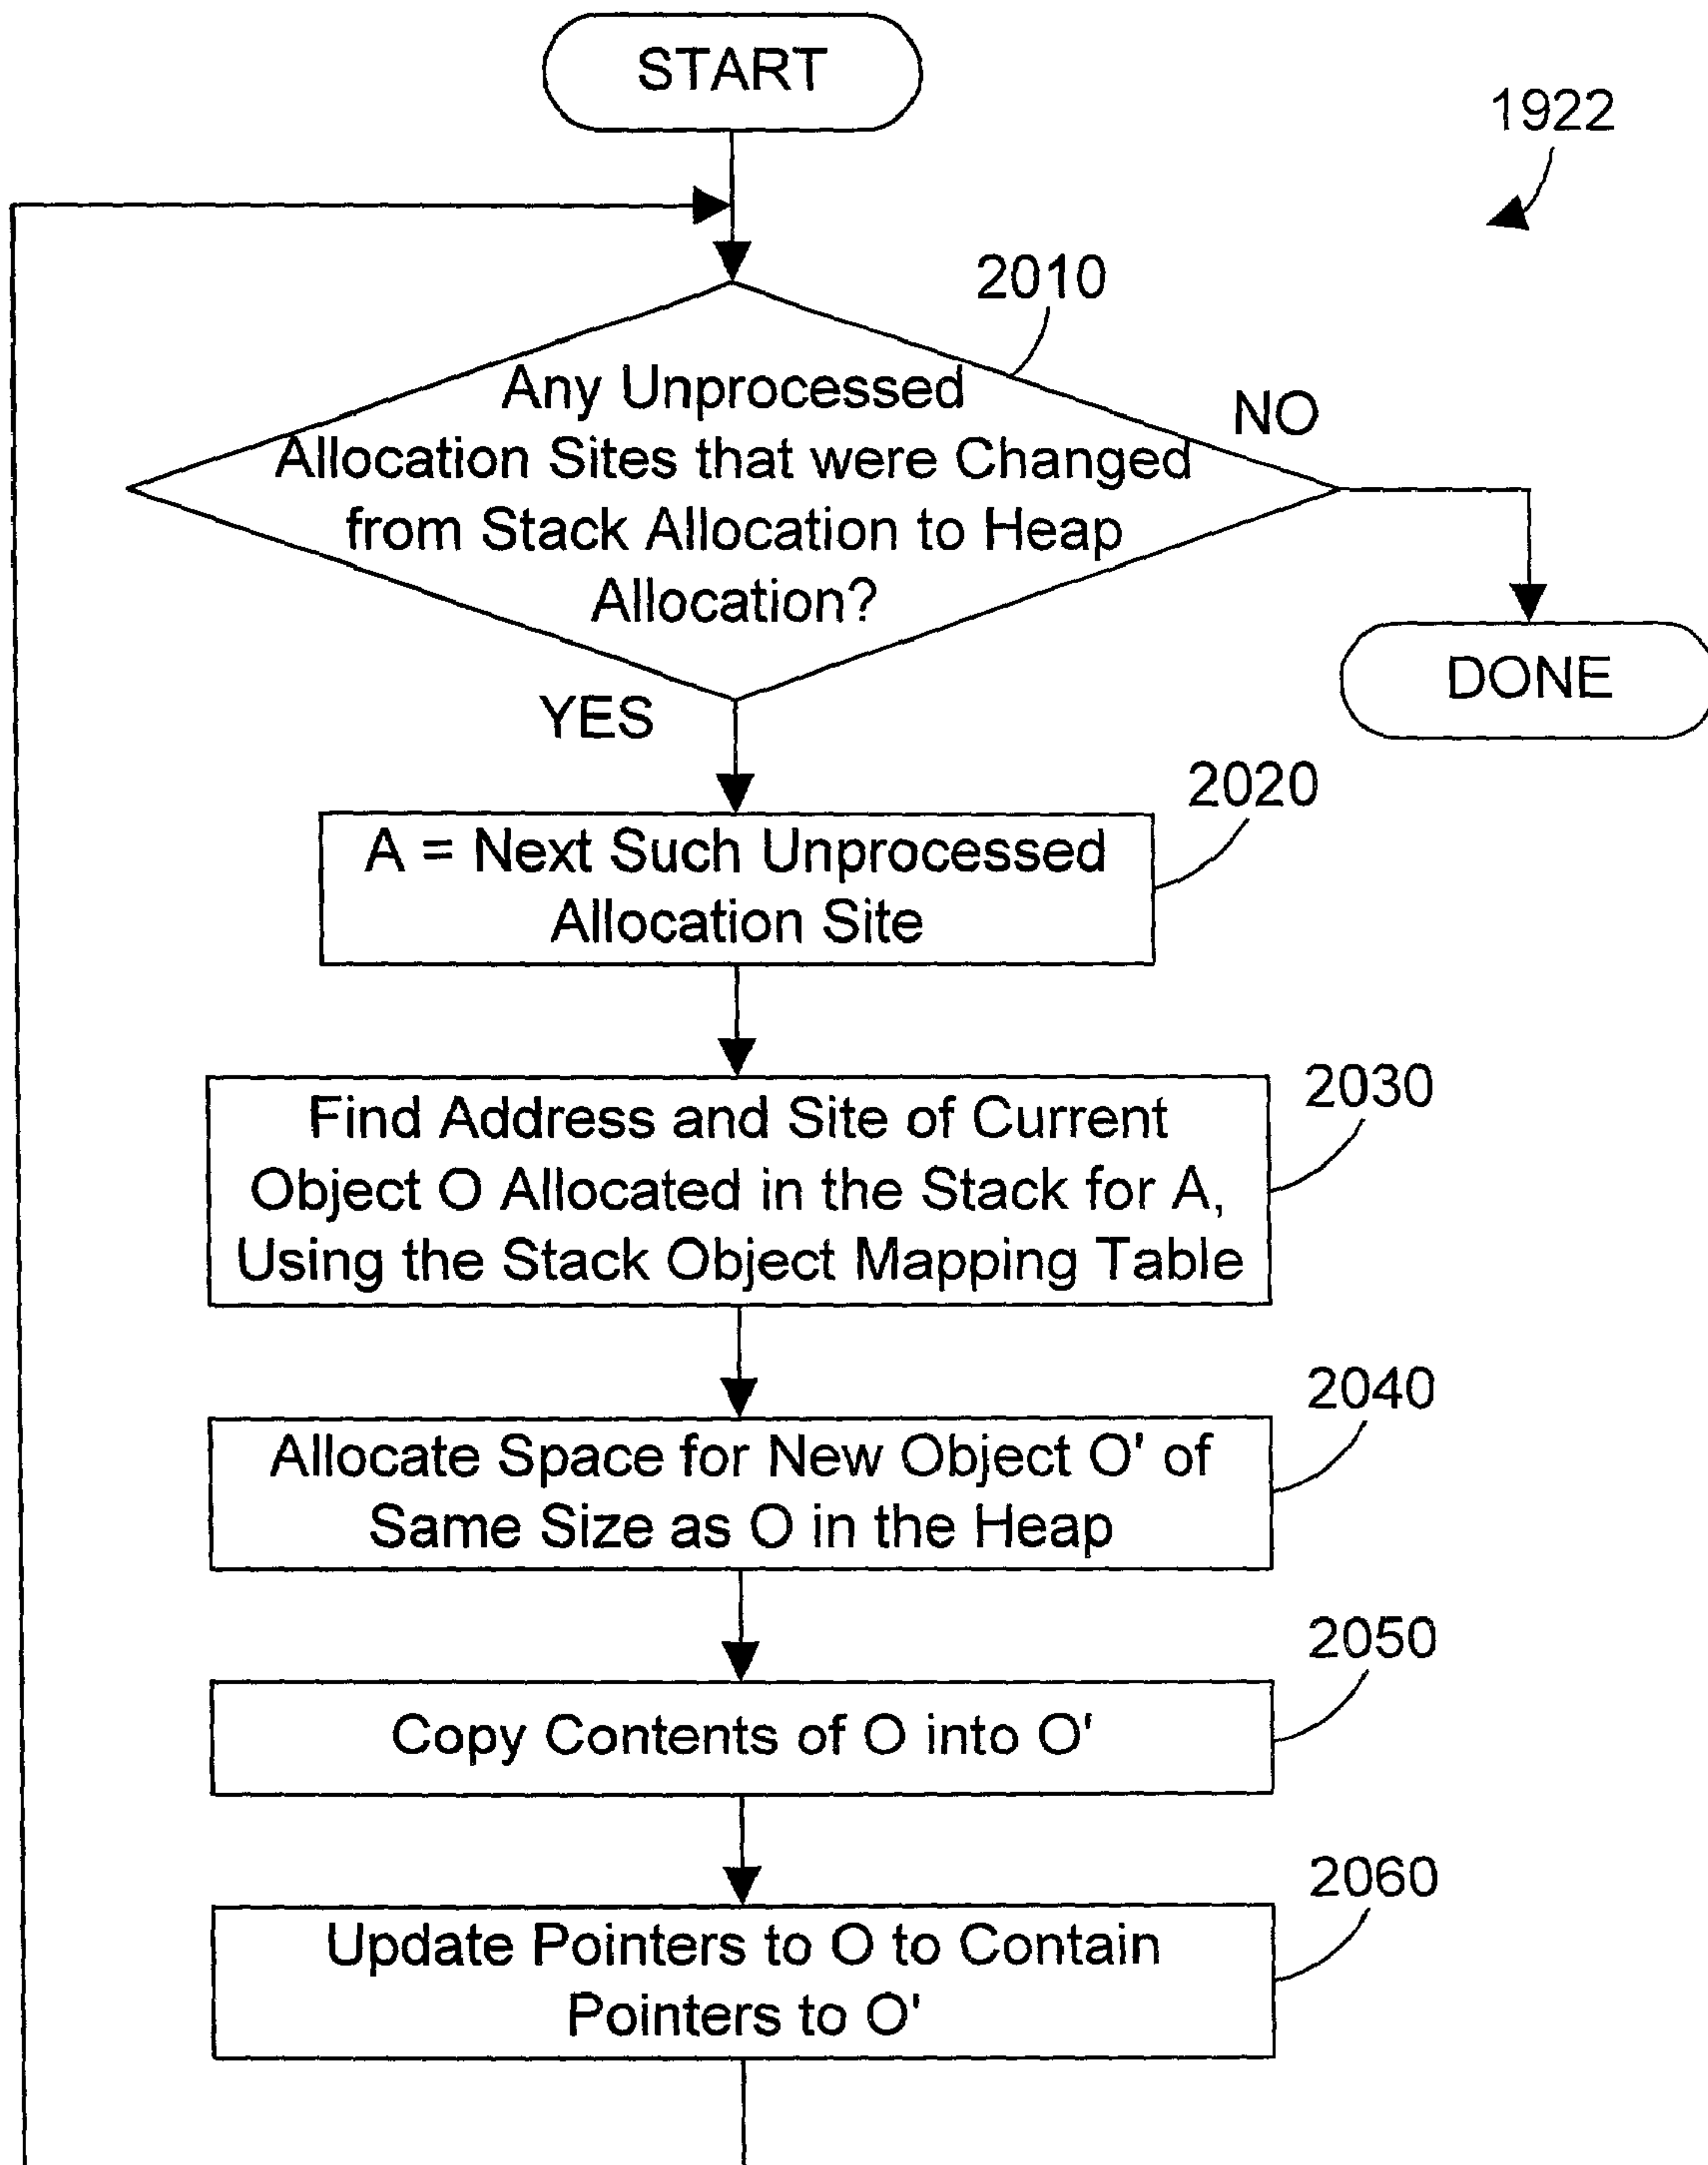 START
1922
2010
Any Unprocessed
Allocation Sites that were Changed
from Stack Allocation to Heap
Allocation?
NO
DONE
YES
2020
A = Next Such Unprocessed
Allocation Site
2030
Find Address and Site of Current
Object O Allocated in the Stack for A,
Using the Stack Object Mapping Table
2040
Allocate Space for New Object O' of
Same Size as O in the Heap
2050
Copy Contents of O into O'
2060
Update Pointers to O to Contain
Pointers to O'